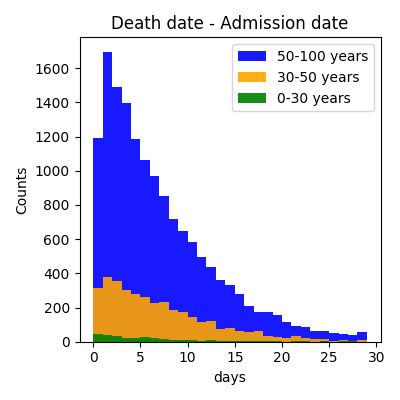 Death date - Admission date
50-100 years
30-50 years
0-30 years
Counts
1600
1400
1200
1000
800
600
400
200
0
0 5 10 15 20 25 30
days